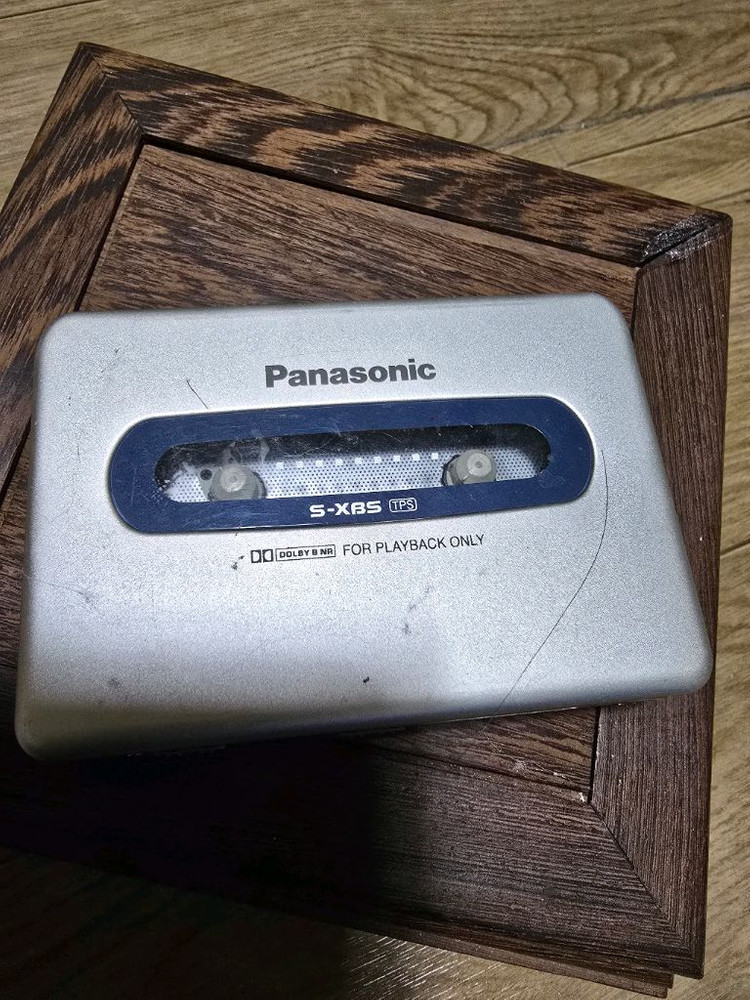 Panasonic
S-XBS TPS
DOLBY B NR FOR PLAYBACK ONLY